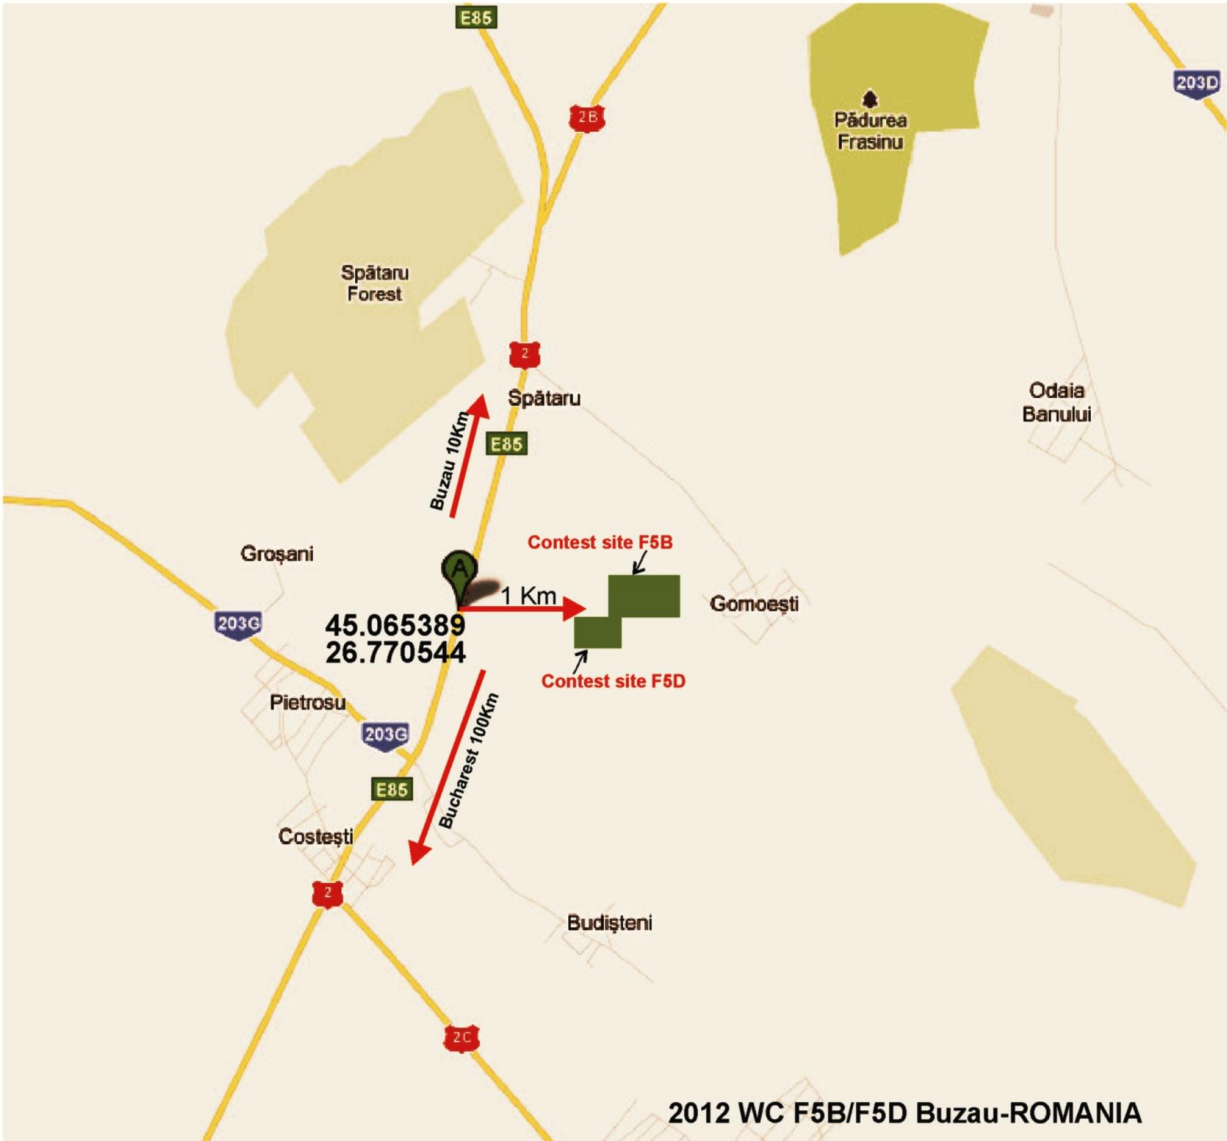 E85
2B
203D
Pădurea
Frasinu
Spătaru
Forest
2
Spătaru
Odaia
Banului
Buzau 10Km
E85
Contest site F5B
Groșani
A
1 Km
Gomoești
203G
45.065389
26.770544
Contest site F5D
Pietrosu
203G
Bucharest 100Km
E85
Costești
2
Budișteni
2C
2012 WC F5B/F5D Buzau-ROMANIA